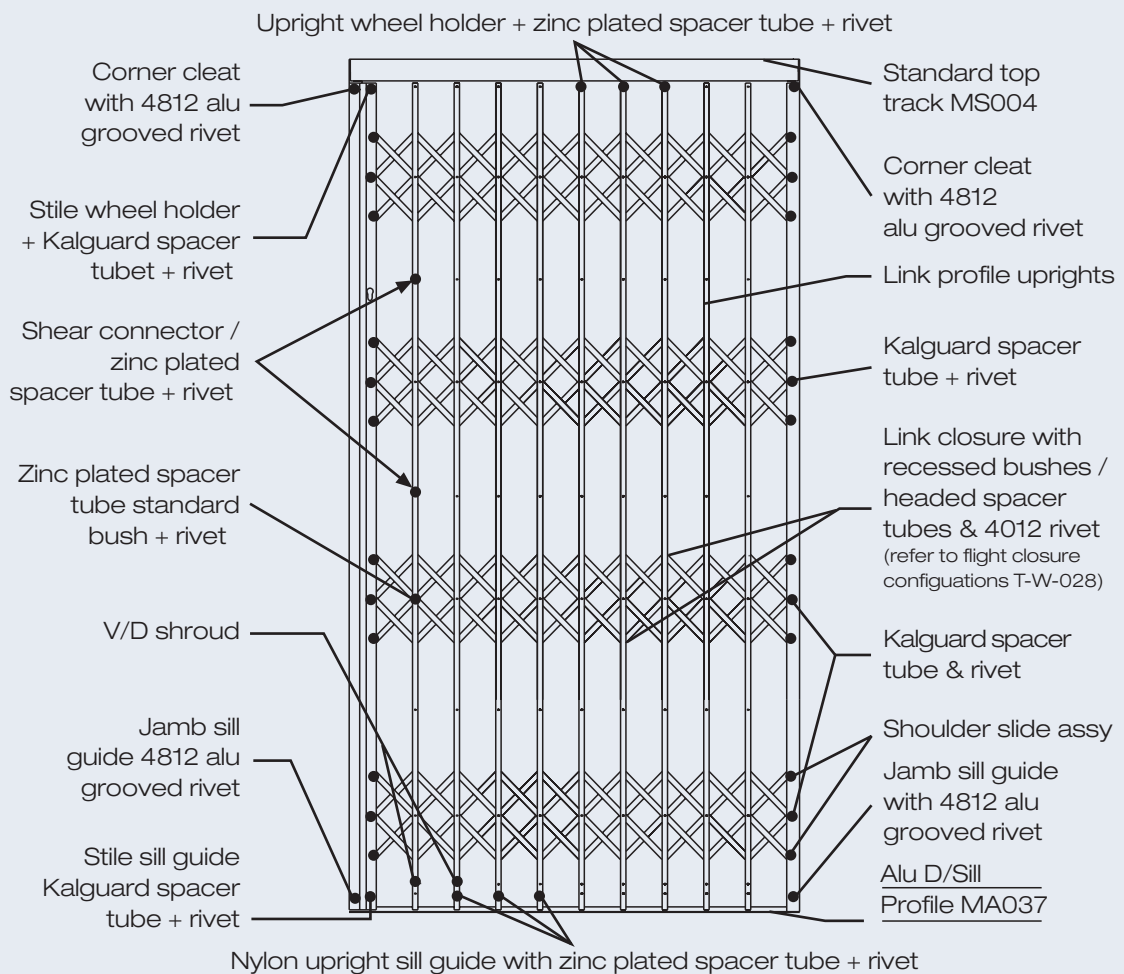 Upright wheel holder + zinc plated spacer tube + rivet
Corner cleat
with 4812 alu
grooved rivet
Stile wheel holder
+ Kalguard spacer
tubet + rivet
Shear connector /
zinc plated
spacer tube + rivet
Zinc plated spacer
tube standard
bush + rivet
V/D shroud
Jamb sill
guide 4812 alu
grooved rivet
Stile sill guide
Kalguard spacer
tube + rivet
Standard top
track MS004
Corner cleat
with 4812
alu grooved rivet
Link profile uprights
Kalguard spacer
tube + rivet
Link closure with
recessed bushes /
headed spacer
tubes & 4012 rivet
(refer to flight closure
configuations T-W-028)
Kalguard spacer
tube & rivet
Shoulder slide assy
Jamb sill guide
with 4812 alu
grooved rivet
Alu D/Sill
Profile MA037
Nylon upright sill guide with zinc plated spacer tube + rivet